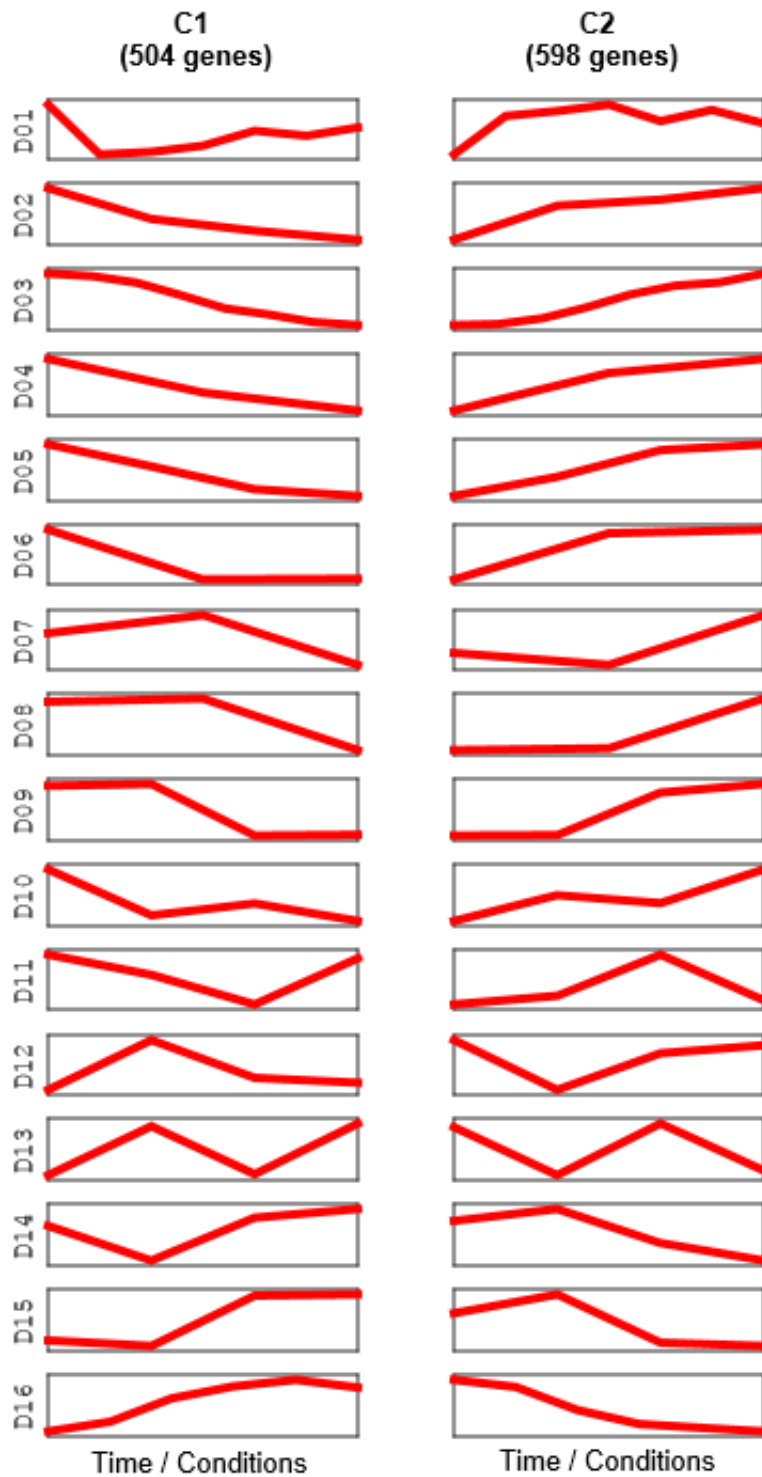 C1
(504 genes)
C2
(598 genes)
D01
D02
D03
D04
D05
D06
D07
D08
D09
D10
D11
D12
D13
D14
D15
D16
Time / Conditions
Time / Conditions